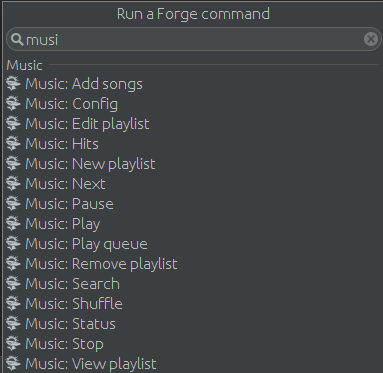 Run a Forge command
musi
Music
Music: Add songs
Music: Config
Music: Edit playlist
Music: Hits
Music: New playlist
Music: Next
Music: Pause
Music: Play
Music: Play queue
Music: Remove playlist
Music: Search
Music: Shuffle
Music: Status
Music: Stop
Music: View playlist